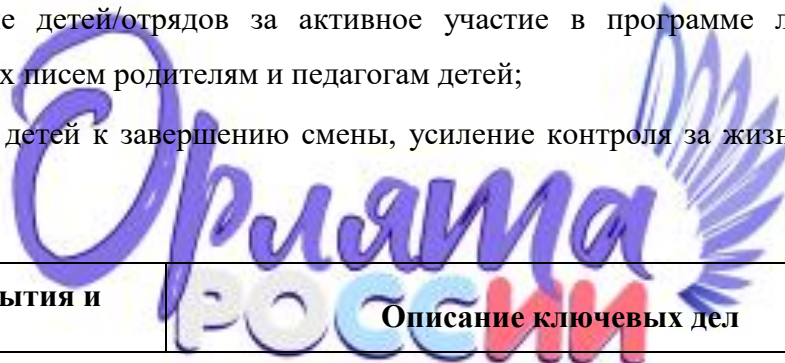 е детей/отрядов за активное участие в программе л
х писем родителям и педагогам детей;
детей к завершению смены, усиление контроля за жизн
Орлята
РОССИИ
ытия и
Описание ключевых дел